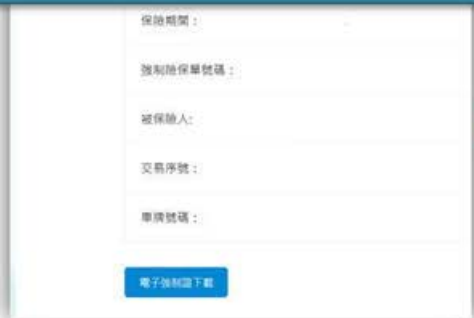 保險期間：
強制險保單號碼：
被保險人:
交易序號：
車牌號碼：
電子強制證下載